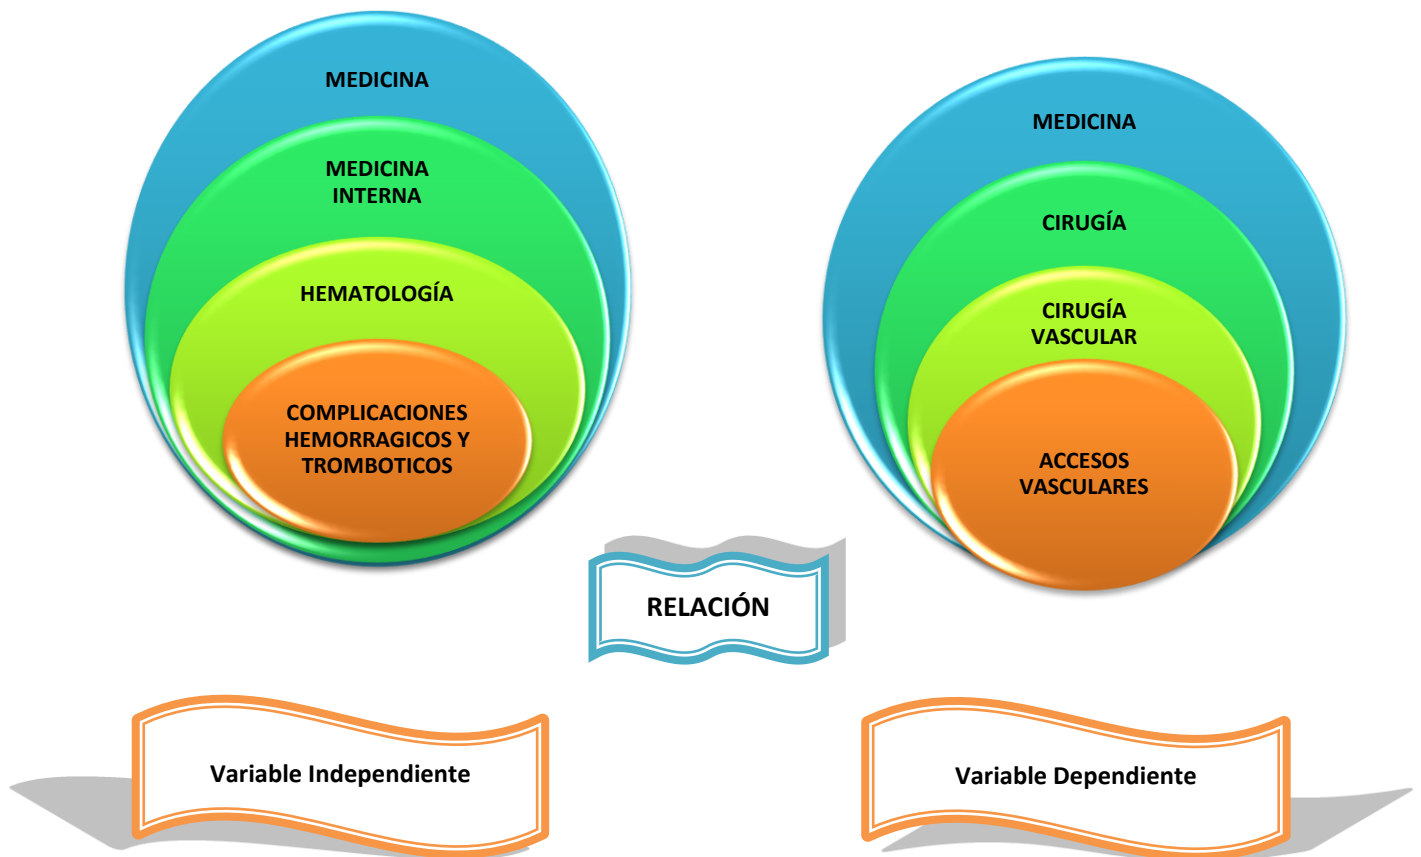 MEDICINA
MEDICINA
INTERNA
HEMATOLOGÍA
COMPLICACIONES
HEMORRAGICOS Y
TROMBOTICOS
MEDICINA
CIRUGÍA
CIRUGÍA
VASCULAR
ACCESOS
VASCULARES
RELACIÓN
Variable Independiente
Variable Dependiente